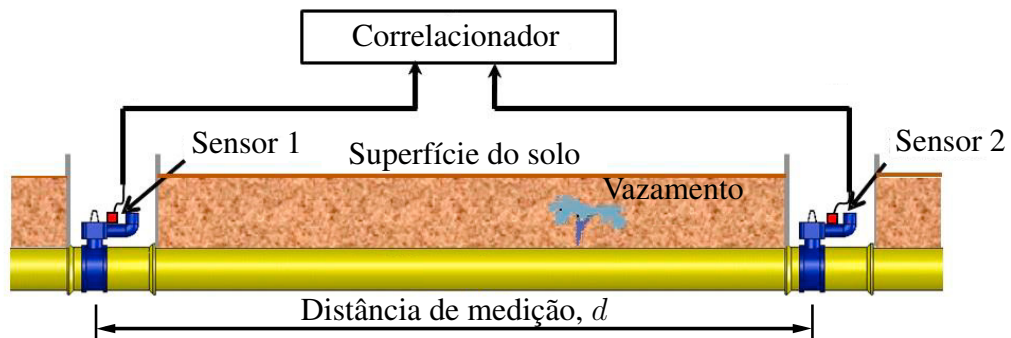 Correlacionador
Sensor 1
Superfície do solo
Sensor 2
Vazamento
Distância de medição, d